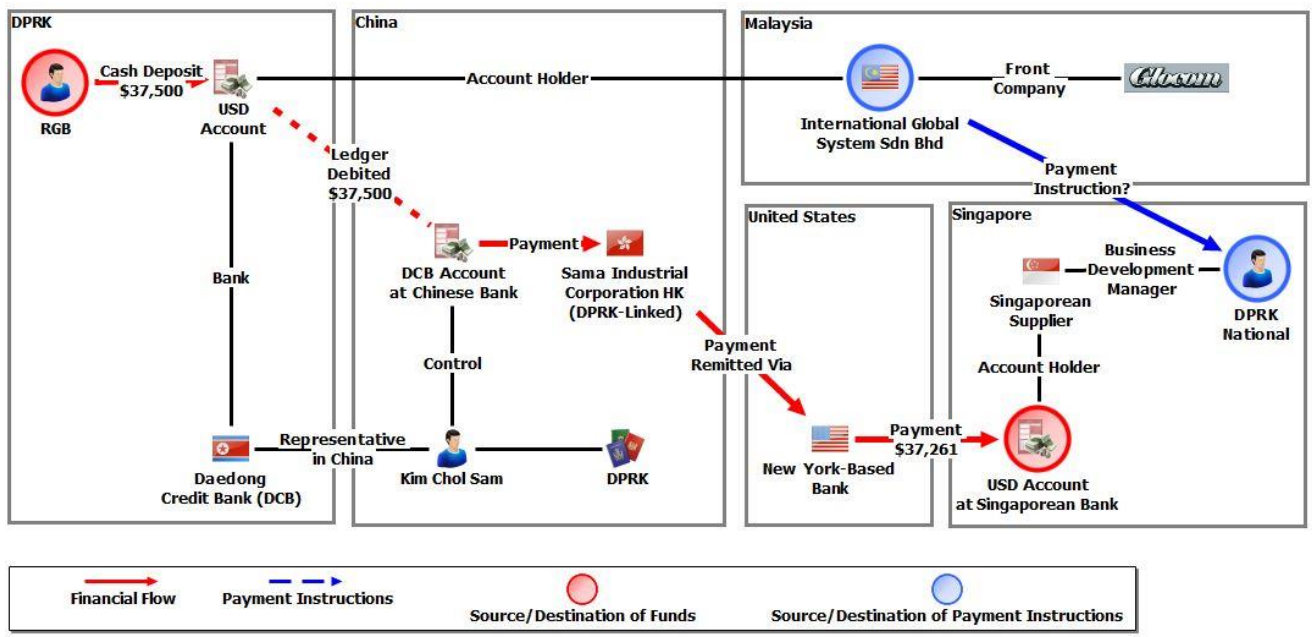 DPRK
China
Malaysia
Cash Deposit
$37,500
RGB
USD
Account
Account Holder
International Global
System Sdn Bhd
Front
Company
Glocom
Ledger
Debited
$37,500
Payment
Instruction?
United States
Singapore
Bank
DCB Account
at Chinese Bank
Payment
Sama Industrial
Corporation HK
(DPRK-Linked)
Singaporean
Supplier
Business
Development
Manager
DPRK
National
Control
Payment
Remitted Via
Account Holder
Daedong
Credit Bank (DCB)
Representative
in China
Kim Chol Sam
DPRK
New York-Based
Bank
Payment
$37,261
USD Account
at Singaporean Bank
Financial Flow
Payment Instructions
Source/Destination of Funds
Source/Destination of Payment Instructions